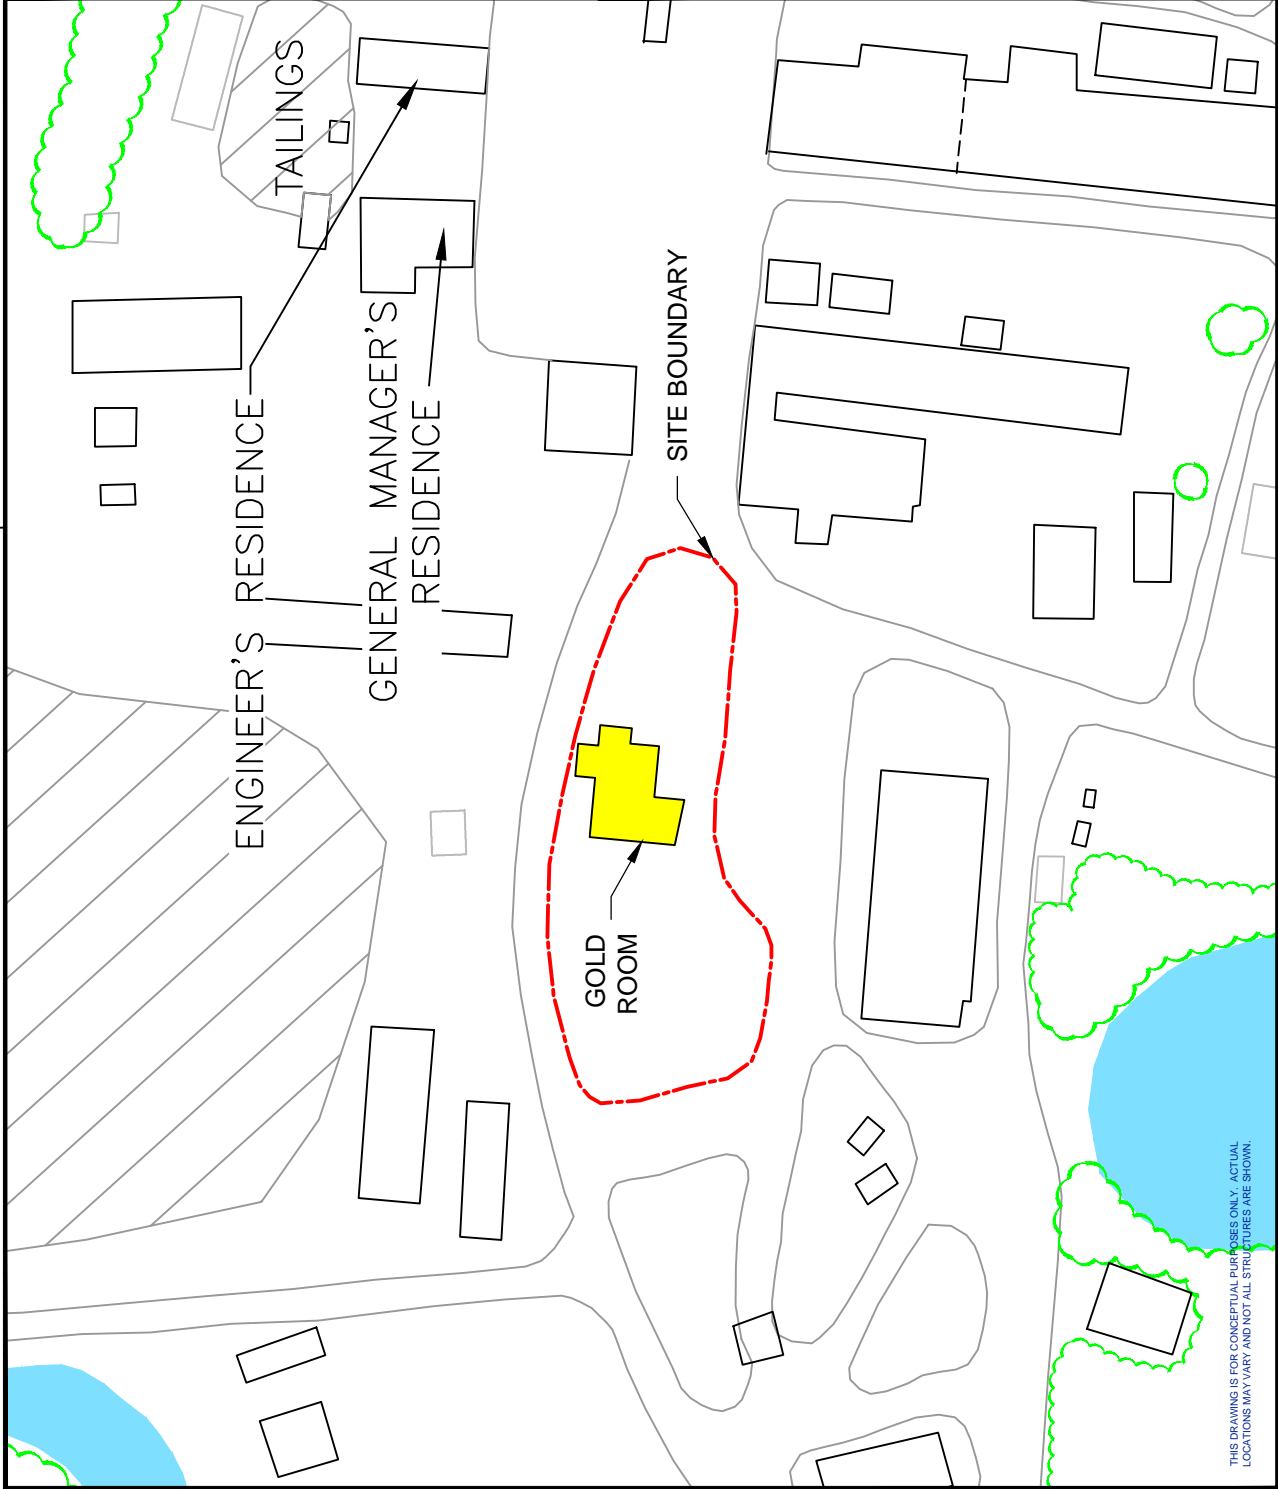 TAILINGS
ENGINEER'S RESIDENCE
GENERAL MANAGER'S
RESIDENCE
SITE BOUNDARY
GOLD
ROOM
THIS DRAWING IS FOR CONCEPTUAL PURPOSES ONLY. ACTUAL
LOCATIONS MAY VARY AND NOT ALL STRUCTURES ARE SHOWN.